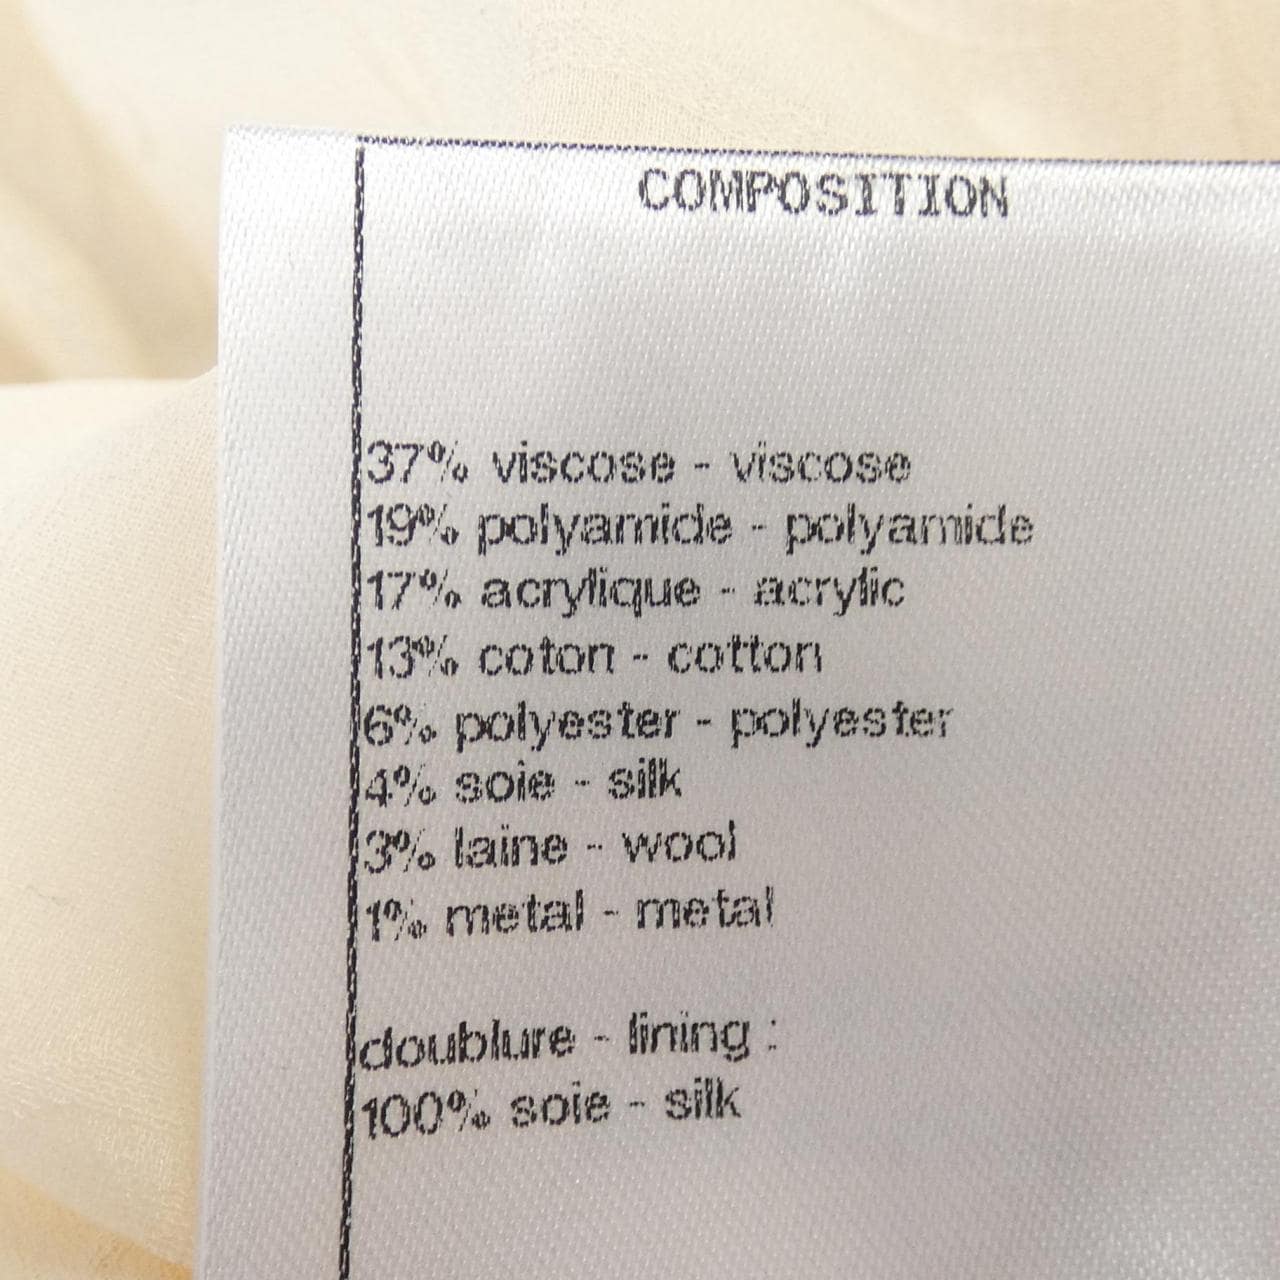 COMPOSITION
37% viscose - viscose
19% polyamide - polyamide
17% acrylique - acrylic
13% coton - cotton
6% polyester - polyester
4% soie - silk
3% laine - wool
1% metal - metal
doublure - lining :
100% soie - silk